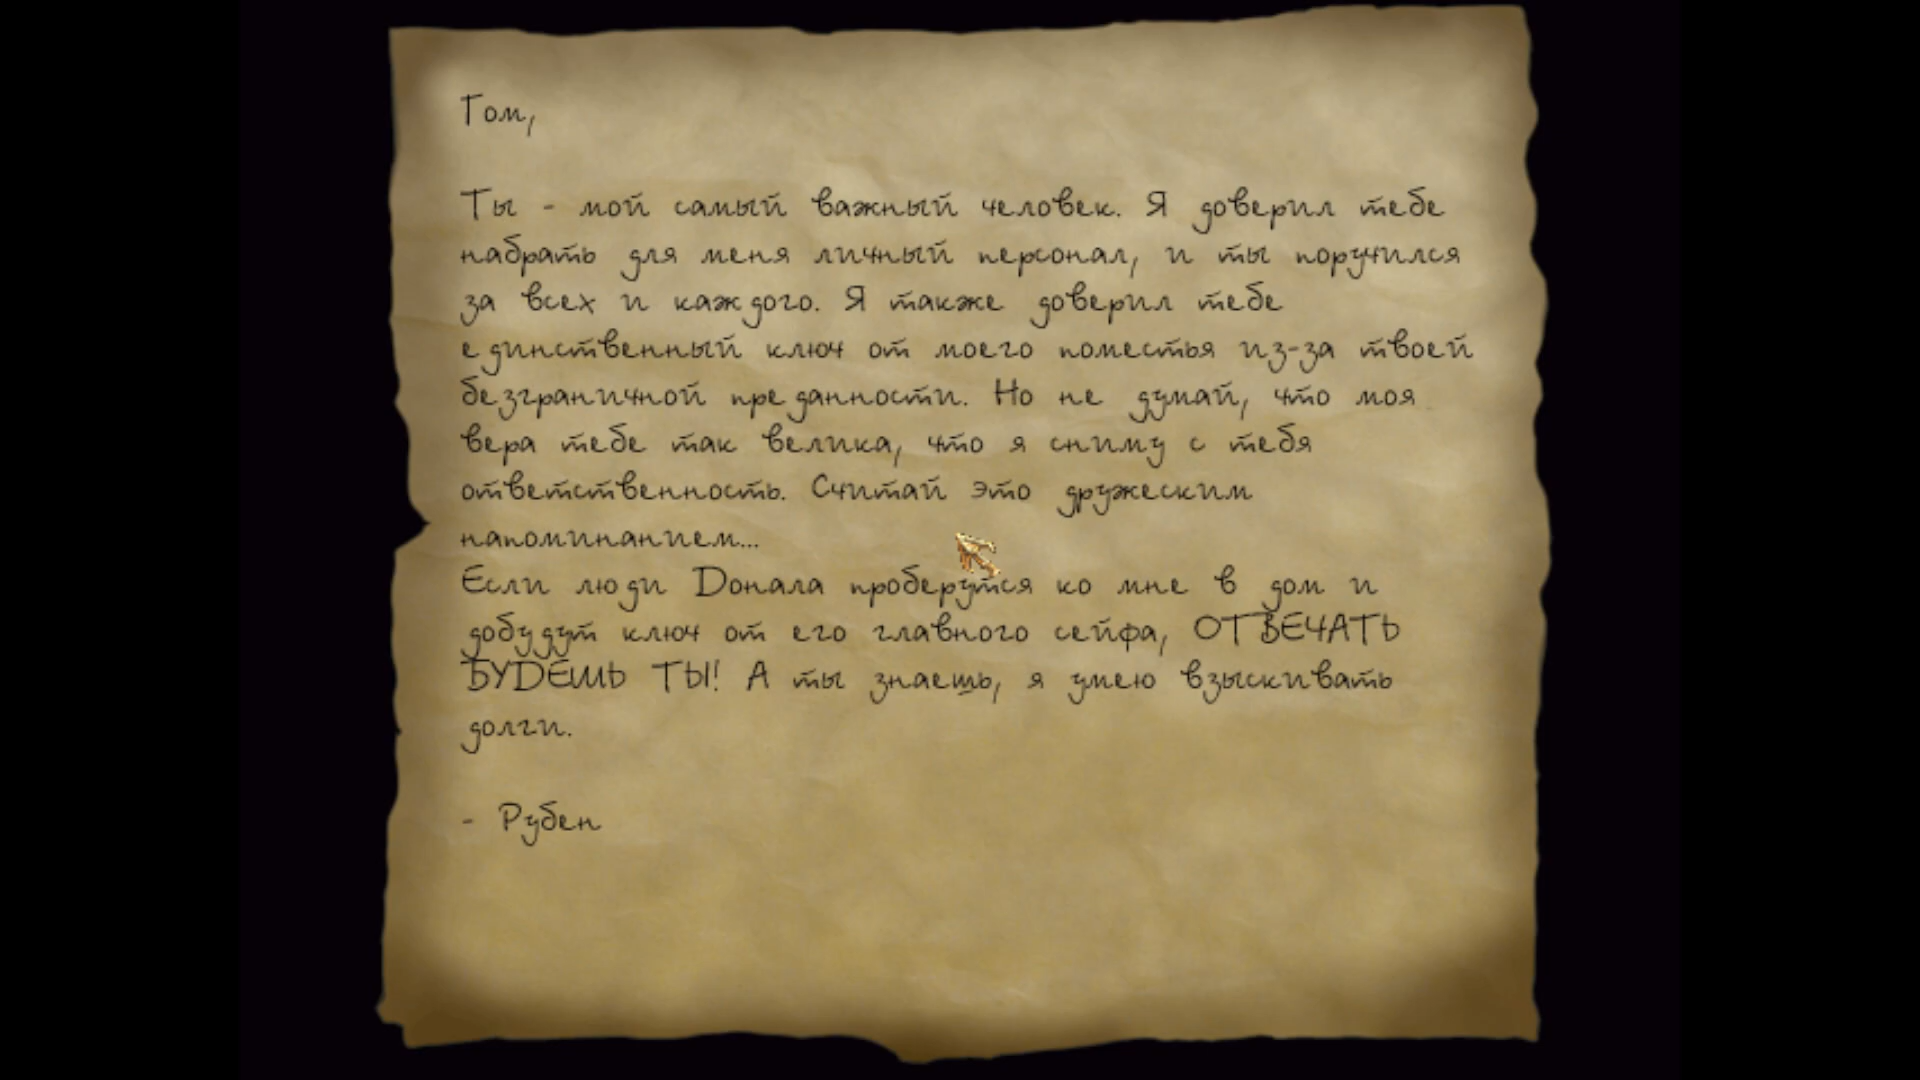 Том,
Ты - мой самый важный человек. Я доверил тебе
набрать для меня личный персонал, и ты поручился
за всех и каждого. Я также доверил тебе
единственный ключ от моего поместья из-за твоей
безграничной преданности. Но не думай, что моя
вера тебе так велика, что я сниму с тебя
ответственность. Считай это дружеским
напоминанием...
Если люди Донала проберутся ко мне в дом и
добудут ключ от его главного сейфа, ОТВЕЧАТЬ
БУДЕШЬ ТЫ! А ты знаешь, я умею взыскивать
долги.
- Рубен